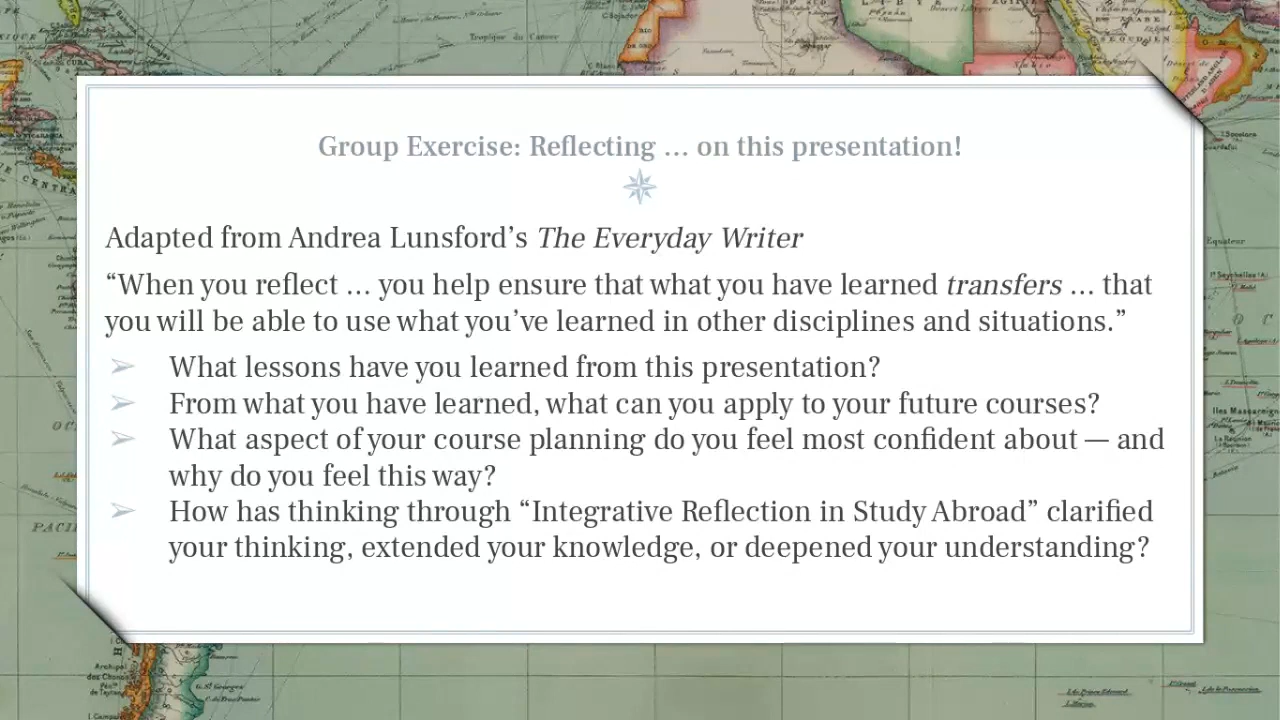 Group Exercise: Reflecting … on this presentation!
Adapted from Andrea Lunsford’s The Everyday Writer
“When you reflect … you help ensure that what you have learned transfers … that
you will be able to use what you’ve learned in other disciplines and situations.”
➢ What lessons have you learned from this presentation?
➢ From what you have learned, what can you apply to your future courses?
➢ What aspect of your course planning do you feel most confident about — and
why do you feel this way?
➢ How has thinking through “Integrative Reflection in Study Abroad” clarified
your thinking, extended your knowledge, or deepened your understanding?
Tropique du Cancer
Equateur